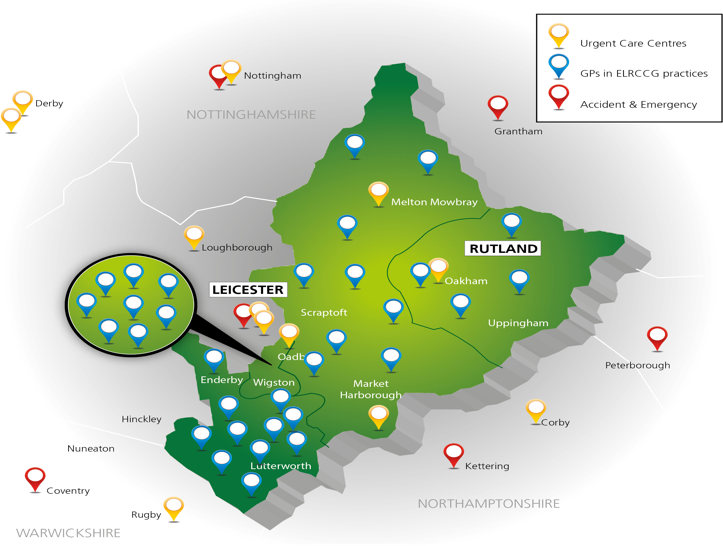 Urgent Care Centres
GPs in ELRCCG practices
Accident & Emergency
Nottingham
Derby
NOTTINGHAMSHIRE
Grantham
Melton Mowbray
Loughborough
RUTLAND
LEICESTER
Oakham
Scraptoft
Uppingham
Oadb
Peterborough
Enderby
Wigston
Market
Harborough
Hinckley
Corby
Nuneaton
Lutterworth
Kettering
Coventry
NORTHAMPTONSHIRE
Rugby
WARWICKSHIRE